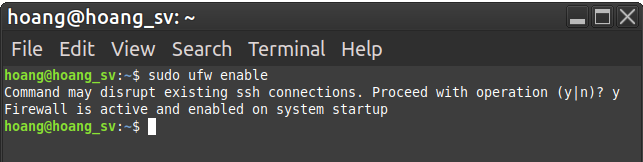 hoang@hoang_sv: ~
File Edit View Search Terminal Help
hoang@hoang_sv:~$ sudo ufw enable
Command may disrupt existing ssh connections. Proceed with operation (y|n)? y
Firewall is active and enabled on system startup
hoang@hoang_sv:~$